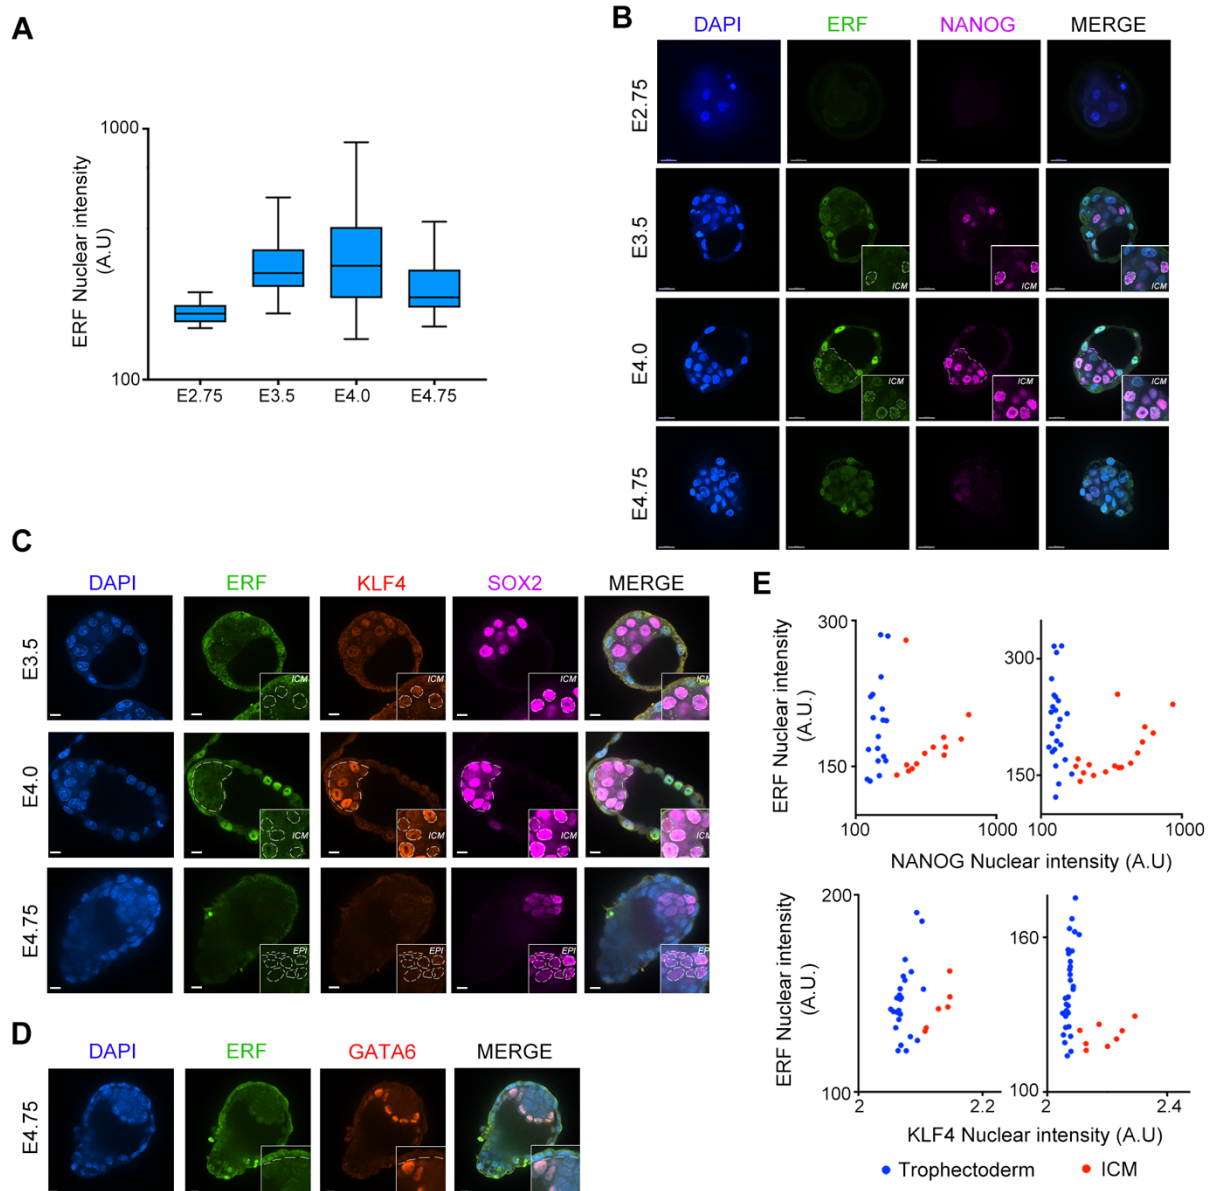 A
1000
ERF Nuclear intensity
(A.U)
100
E2.75 E3.5 E4.0 E4.75
B
DAPI ERF NANOG MERGE
E2.75
E3.5
ICM ICM ICM
E4.0
ICM ICM ICM
E4.75
C
DAPI ERF KLF4 SOX2 MERGE
E3.5
ICM ICM ICM ICM
E4.0
ICM ICM ICM ICM
E4.75
EPI EPI EPI EPI
D
DAPI ERF GATA6 MERGE
E4.75
E
ERF Nuclear intensity
(A.U.)
300
150
100 1000
300
150
100 1000
NANOG Nuclear intensity (A.U)
ERF Nuclear intensity
(A.U.)
200
100
2 2.2
160
100
2 2.4
KLF4 Nuclear intensity (A.U)
Trophectoderm ICM